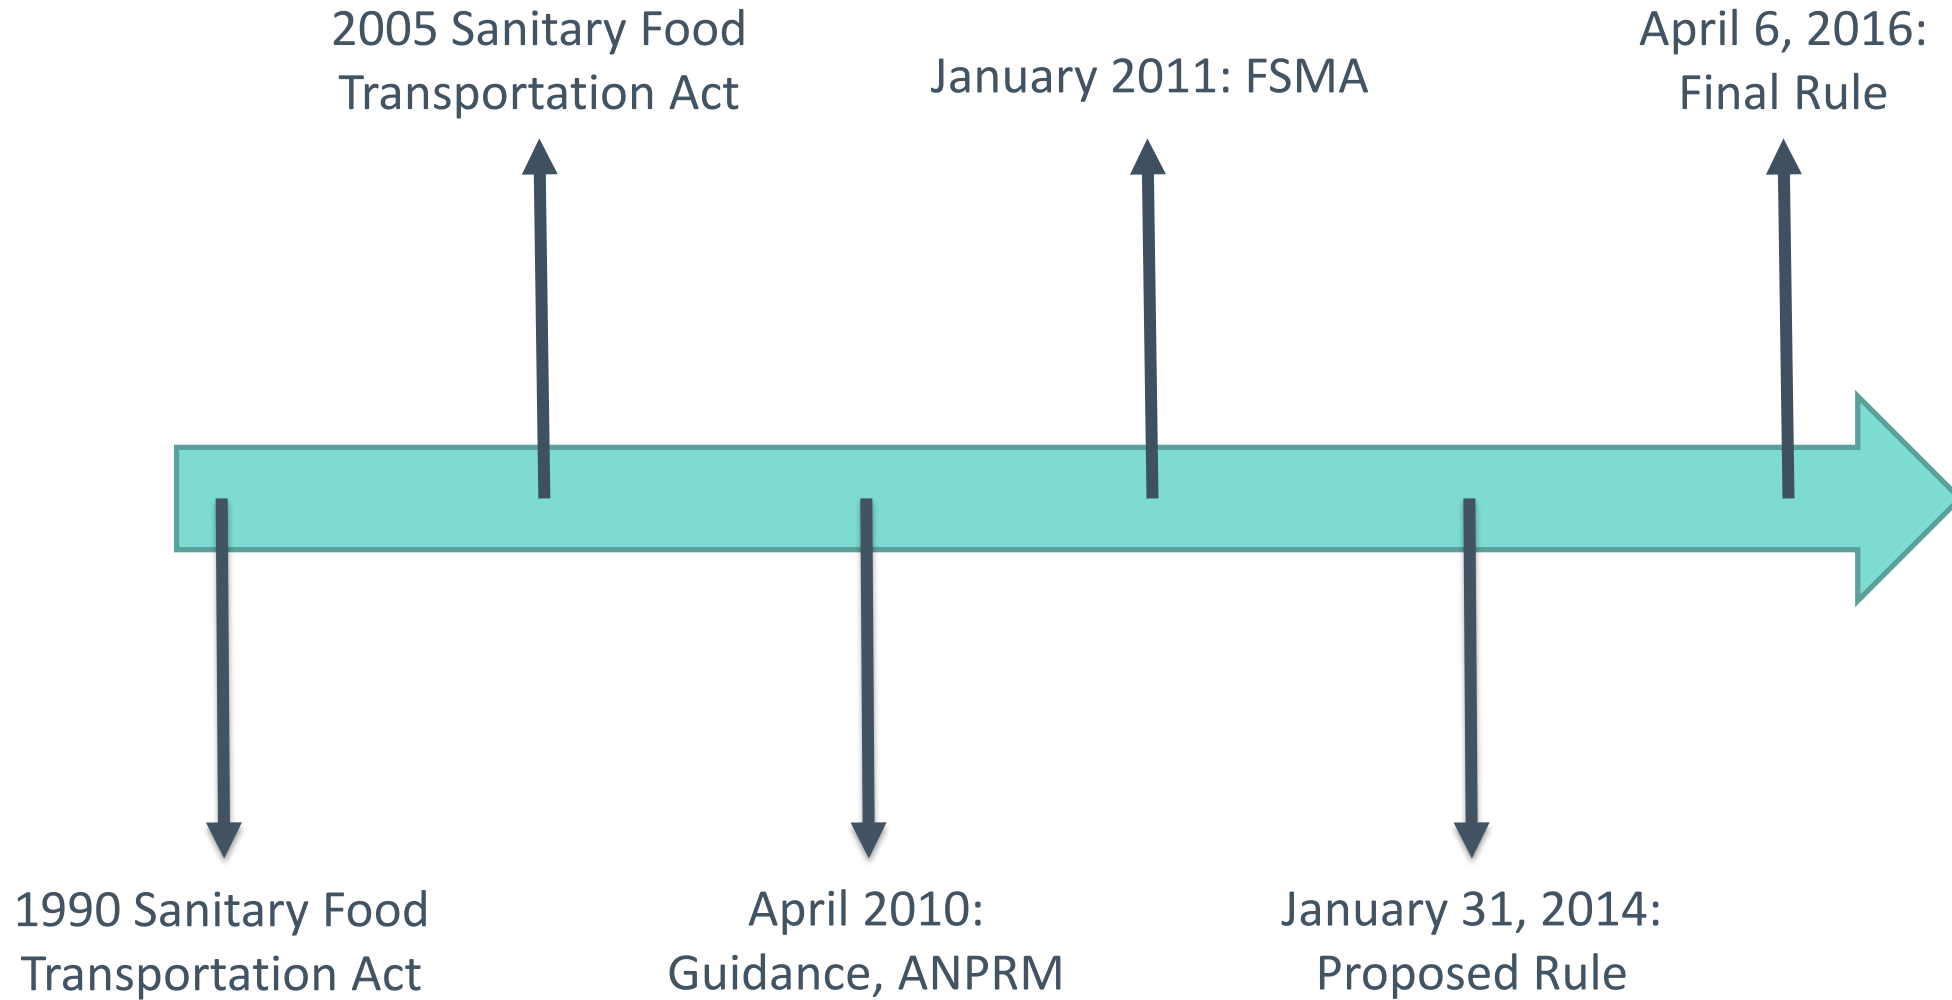 2005 Sanitary Food
Transportation Act
January 2011: FSMA
April 6, 2016:
Final Rule
1990 Sanitary Food
Transportation Act
April 2010:
Guidance, ANPRM
January 31, 2014:
Proposed Rule